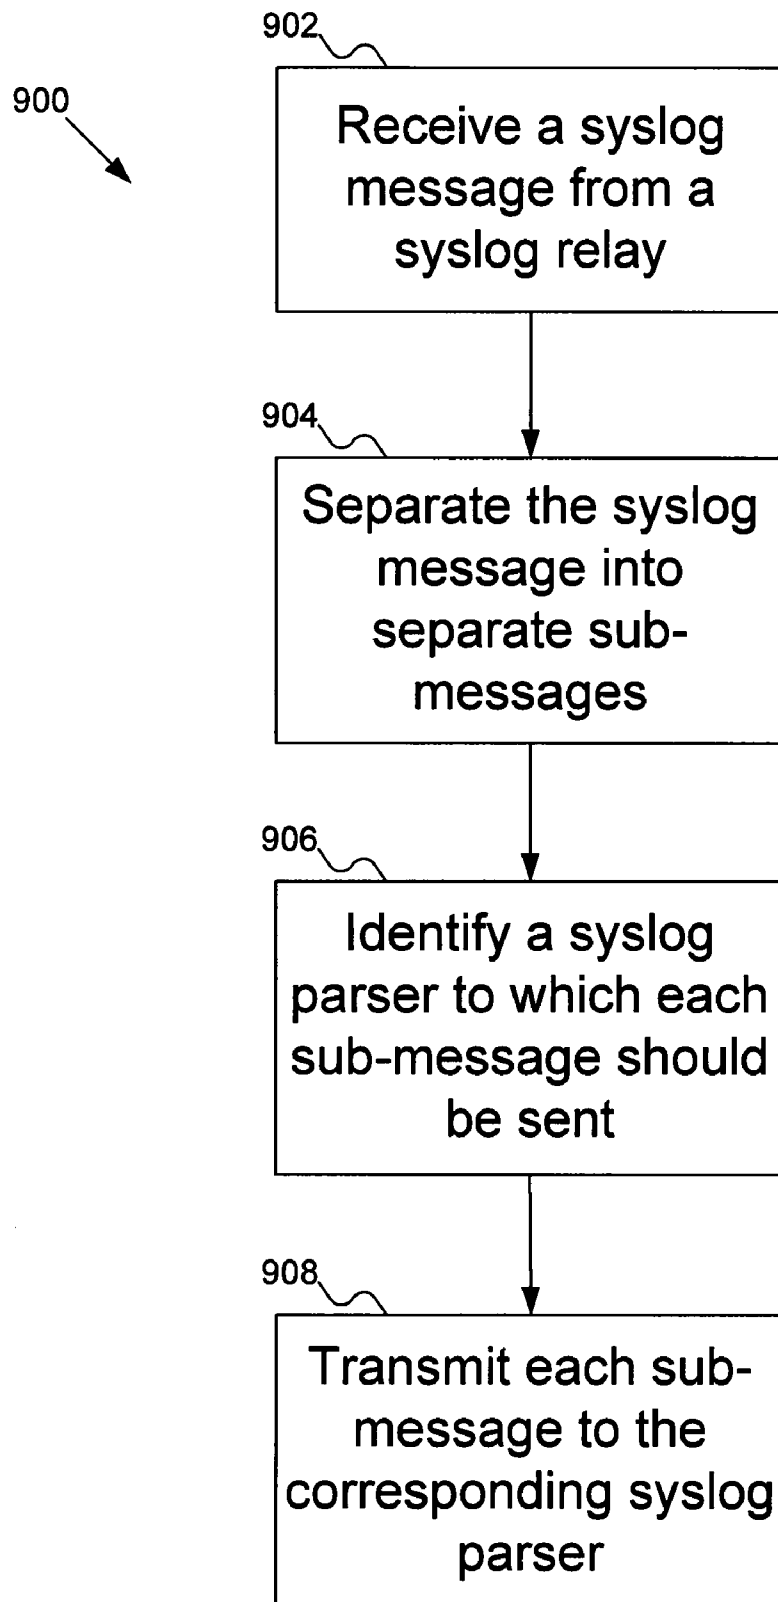 902
900
Receive a syslog
message from a
syslog relay
904
Separate the syslog
message into
separate sub-
messages
906
Identify a syslog
parser to which each
sub-message should
be sent
908
Transmit each sub-
message to the
corresponding syslog
parser